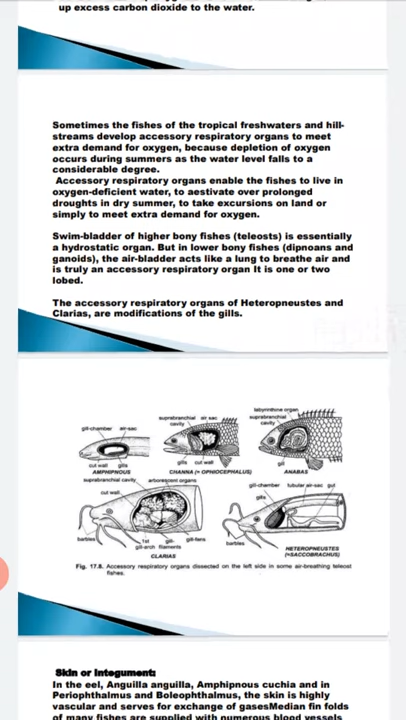 up excess carbon dioxide to the water.
Sometimes the fishes of the tropical freshwaters and hill-
streams develop accessory respiratory organs to meet
extra demand for oxygen, because depletion of oxygen
occurs during summers as the water level falls to a
considerable degree.
Accessory respiratory organs enable the fishes to live in
oxygen-deficient water, to aestivate over prolonged
droughts in dry summer, to take excursions on land or
simply to meet extra demand for oxygen.
Swim-bladder of higher bony fishes (teleosts) is essentially
a hydrostatic organ. But in lower bony fishes (dipnoans and
ganoids), the air-bladder acts like a lung to breathe air and
is truly an accessory respiratory organ It is one or two
lobed.
The accessory respiratory organs of Heteropneustes and
Clarias, are modifications of the gills.
gill-chamber air-sac
cut wall gills
AMPHIPNOUS
suprabranchial air sac
cavity
gills cut wall
CHANNA (= OPHIOCEPHALUS)
labyrinthine organ
suprabranchial
cavity
gill
ANABAS
suprabranchial cavity arborescent organs
cut wall
barbles
1st gill- gill-fans
gill-arch filaments
CLARIAS
gill-chamber tubular air-sac gut
gills
barbles
HETEROPNEUSTES
(=SACCOBRACHUS)
Fig. 17.8. Accessory respiratory organs dissected on the left side in some air-breathing teleost
fishes.
Skin or Integument:
In the eel, Anguilla anguilla, Amphipnous cuchia and in
Periophthalmus and Boleophthalmus, the skin is highly
vascular and serves for exchange of gasesMedian fin folds
of many fishes are supplied with numerous blood vessels